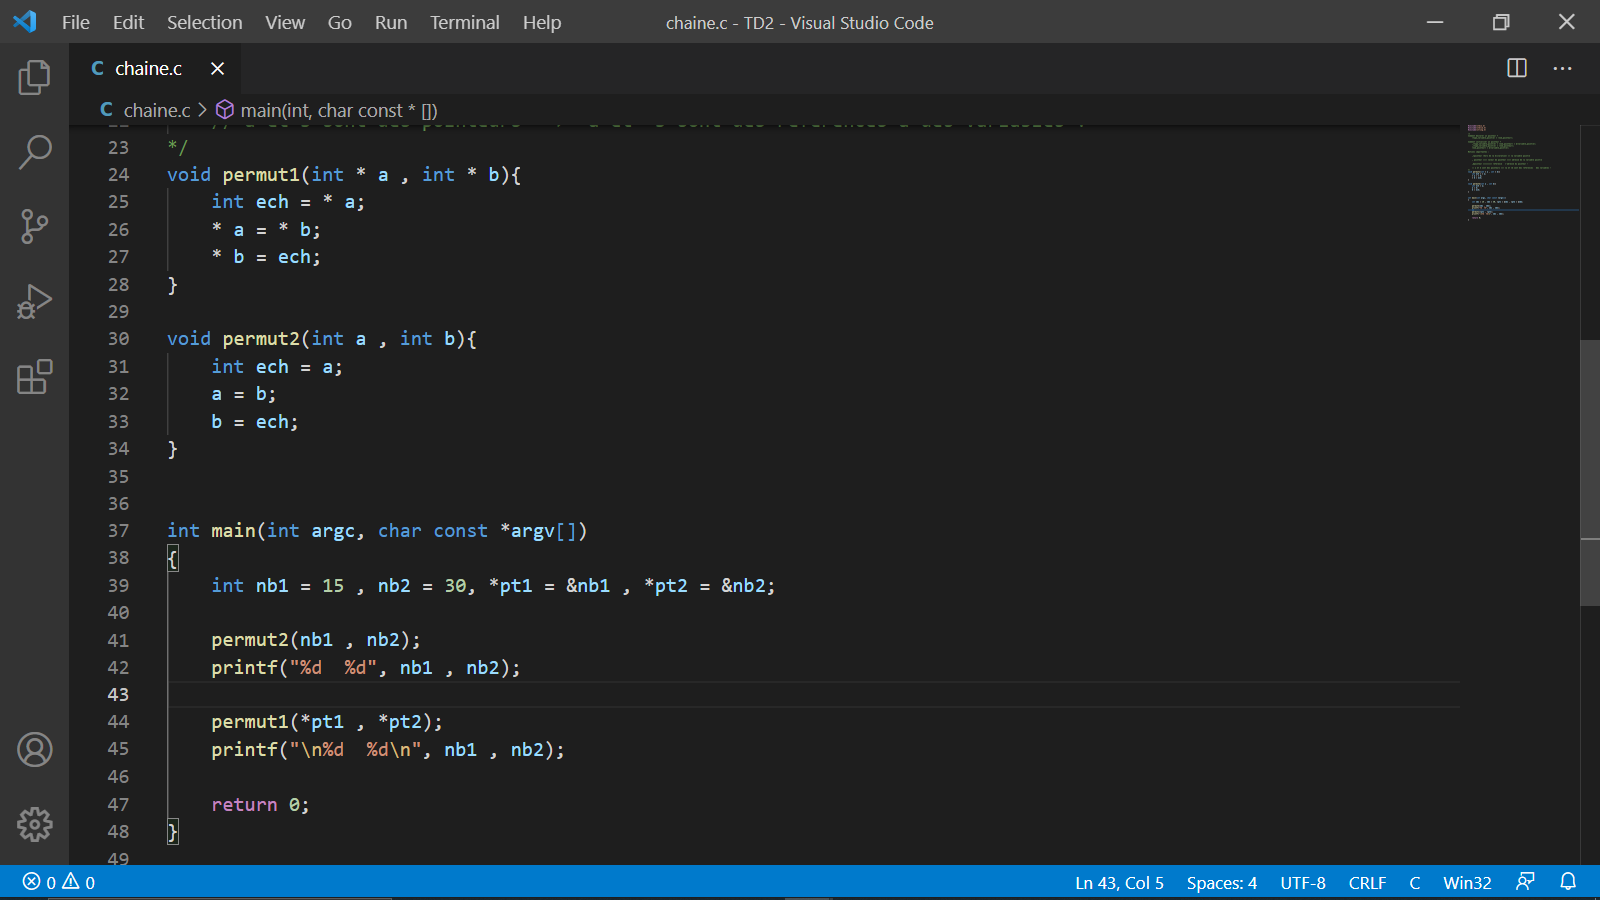 File Edit Selection View Go Run Terminal Help chaine.c - TD2 - Visual Studio Code
C chaine.c
C chaine.c > main(int, char const * [])
23 */
24 void permut1(int * a , int * b){
25 int ech = * a;
26 * a = * b;
27 * b = ech;
28 }
29
30 void permut2(int a , int b){
31 int ech = a;
32 a = b;
33 b = ech;
34 }
35
36
37 int main(int argc, char const *argv[])
38 {
39 int nb1 = 15 , nb2 = 30, *pt1 = &nb1 , *pt2 = &nb2;
40
41 permut2(nb1 , nb2);
42 printf("%d  %d", nb1 , nb2);
43
44 permut1(*pt1 , *pt2);
45 printf("\n%d  %d\n", nb1 , nb2);
46
47 return 0;
48 }
49
0 0 Ln 43, Col 5 Spaces: 4 UTF-8 CRLF C Win32